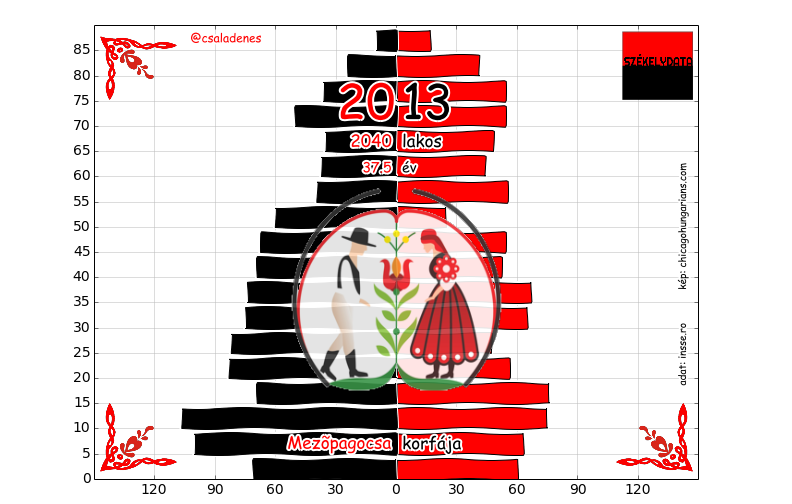 @csaladenes
SZÉKELYDATA
2013
2040 lakos
37.5 év
Mezõpagocsa korfája
kép: chicagohungarians.com
adat: insse.ro
85
80
75
70
65
60
55
50
45
40
35
30
25
20
15
10
5
0
120 90 60 30 0 30 60 90 120